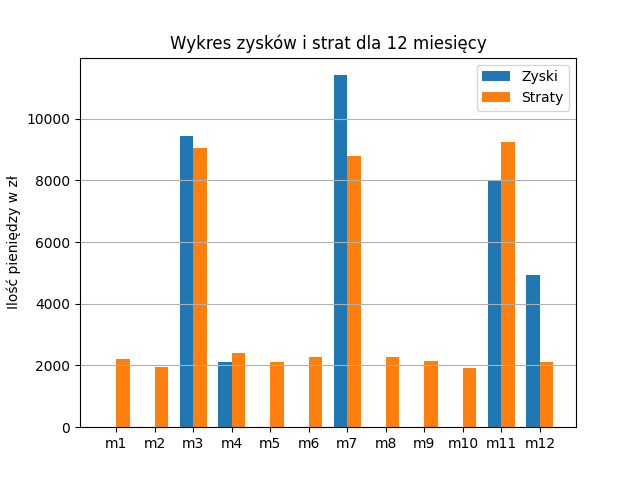 Wykres zysków i strat dla 12 miesięcy
Zyski
Straty
Ilość pieniędzy w zł
10000
8000
6000
4000
2000
0
m1 m2 m3 m4 m5 m6 m7 m8 m9 m10 m11 m12